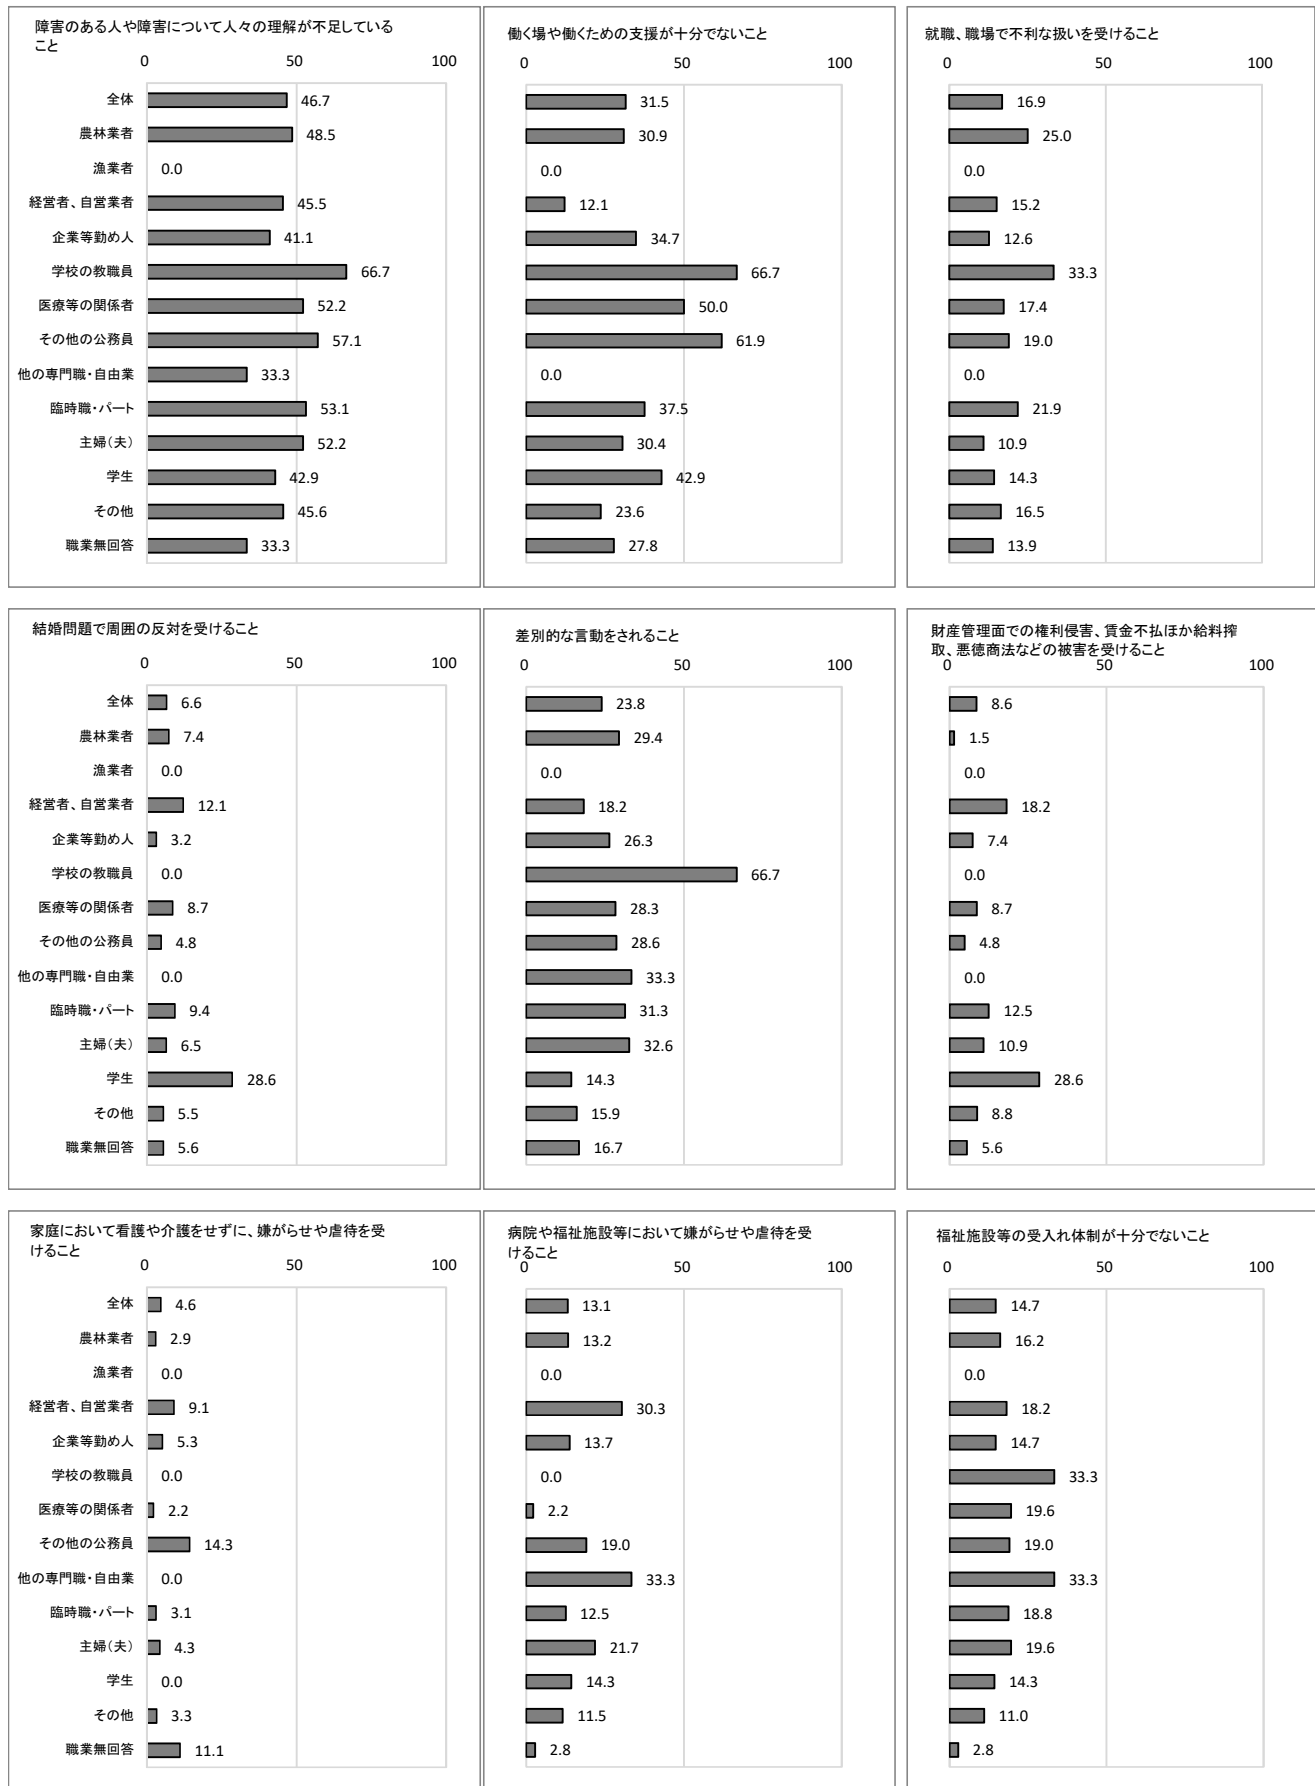 障害のある人や障害について人々の理解が不足している
こと
0 50 100
全体 46.7
農林業者 48.5
漁業者 0.0
経営者、自営業者 45.5
企業等勤め人 41.1
学校の教職員 66.7
医療等の関係者 52.2
その他の公務員 57.1
他の専門職・自由業 33.3
臨時職・パート 53.1
主婦(夫) 52.2
学生 42.9
その他 45.6
職業無回答 33.3
働く場や働くための支援が十分でないこと
0 50 100
31.5
30.9
0.0
12.1
34.7
66.7
50.0
61.9
0.0
37.5
30.4
42.9
23.6
27.8
就職、職場で不利な扱いを受けること
0 50 100
16.9
25.0
0.0
15.2
12.6
33.3
17.4
19.0
0.0
21.9
10.9
14.3
16.5
13.9
結婚問題で周囲の反対を受けること
0 50 100
全体 6.6
農林業者 7.4
漁業者 0.0
経営者、自営業者 12.1
企業等勤め人 3.2
学校の教職員 0.0
医療等の関係者 8.7
その他の公務員 4.8
他の専門職・自由業 0.0
臨時職・パート 9.4
主婦(夫) 6.5
学生 28.6
その他 5.5
職業無回答 5.6
差別的な言動をされること
0 50 100
23.8
29.4
0.0
18.2
26.3
66.7
28.3
28.6
33.3
31.3
32.6
14.3
15.9
16.7
財産管理面での権利侵害、賃金不払ほか給料搾
取、悪徳商法などの被害を受けること
0 50 100
8.6
1.5
0.0
18.2
7.4
0.0
8.7
4.8
0.0
12.5
10.9
28.6
8.8
5.6
家庭において看護や介護をせずに、嫌がらせや虐待を受
けること
0 50 100
全体 4.6
農林業者 2.9
漁業者 0.0
経営者、自営業者 9.1
企業等勤め人 5.3
学校の教職員 0.0
医療等の関係者 2.2
その他の公務員 14.3
他の専門職・自由業 0.0
臨時職・パート 3.1
主婦(夫) 4.3
学生 0.0
その他 3.3
職業無回答 11.1
病院や福祉施設等において嫌がらせや虐待を受
けること
0 50 100
13.1
13.2
0.0
30.3
13.7
0.0
2.2
19.0
33.3
12.5
21.7
14.3
11.5
2.8
福祉施設等の受入れ体制が十分でないこと
0 50 100
14.7
16.2
0.0
18.2
14.7
33.3
19.6
19.0
33.3
18.8
19.6
14.3
11.0
2.8